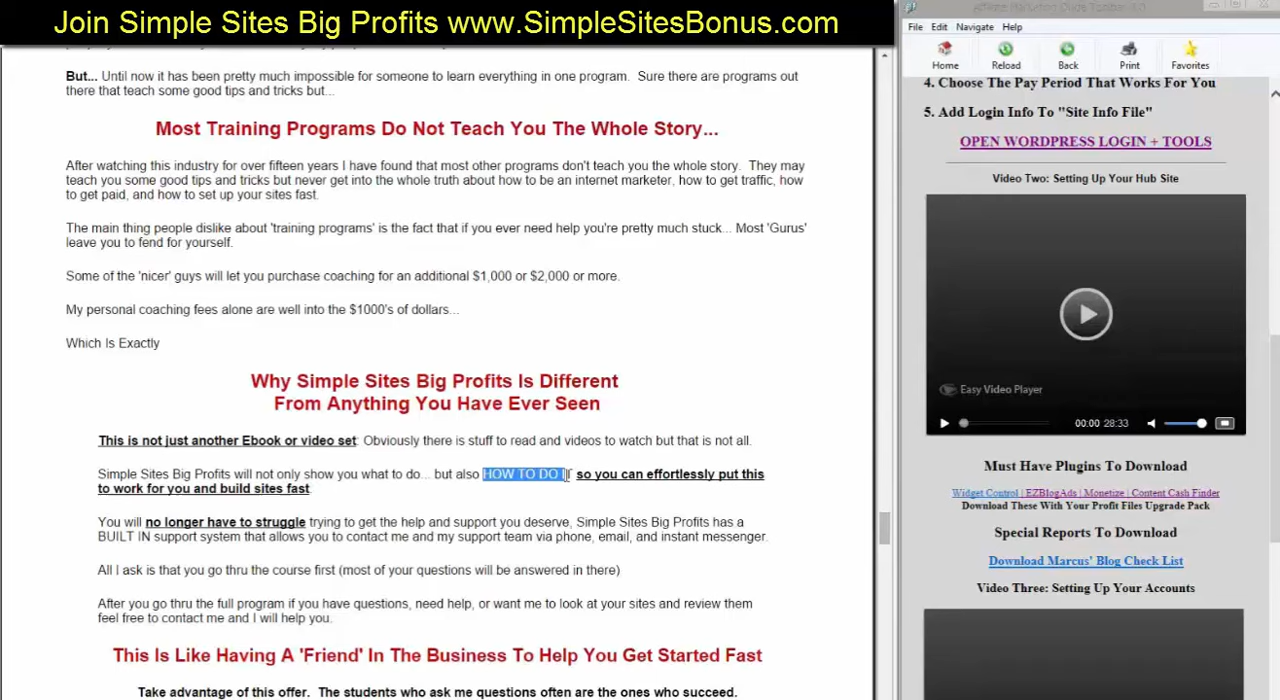 Join Simple Sites Big Profits www.SimpleSitesBonus.com
But... Until now it has been pretty much impossible for someone to learn everything in one program. Sure there are programs out
there that teach some good tips and tricks but...
Most Training Programs Do Not Teach You The Whole Story...
After watching this industry for over fifteen years I have found that most other programs don't teach you the whole story. They may
teach you some good tips and tricks but never get into the whole truth about how to be an internet marketer, how to get traffic, how
to get paid, and how to set up your sites fast.
The main thing people dislike about 'training programs' is the fact that if you ever need help you're pretty much stuck... Most 'Gurus'
leave you to fend for yourself.
Some of the 'nicer' guys will let you purchase coaching for an additional $1,000 or $2,000 or more.
My personal coaching fees alone are well into the $1000's of dollars...
Which Is Exactly
Why Simple Sites Big Profits Is Different
From Anything You Have Ever Seen
This is not just another Ebook or video set: Obviously there is stuff to read and videos to watch but that is not all.
Simple Sites Big Profits will not only show you what to do... but also HOW TO DO IT so you can effortlessly put this
to work for you and build sites fast.
You will no longer have to struggle trying to get the help and support you deserve, Simple Sites Big Profits has a
BUILT IN support system that allows you to contact me and my support team via phone, email, and instant messenger.
All I ask is that you go thru the course first (most of your questions will be answered in there)
After you go thru the full program if you have questions, need help, or want me to look at your sites and review them
feel free to contact me and I will help you.
This Is Like Having A 'Friend' In The Business To Help You Get Started Fast
Take advantage of this offer. The students who ask me questions often are the ones who succeed.
File Edit Navigate Help
Home Reload Back Print Favorites
4. Choose The Pay Period That Works For You
5. Add Login Info To "Site Info File"
OPEN WORDPRESS LOGIN + TOOLS
Video Two: Setting Up Your Hub Site
Easy Video Player
00:00 28:33
Must Have Plugins To Download
Widget Control | EZBlogAds | Monetize | Content Cash Finder
Download These With Your Profit Files Upgrade Pack
Special Reports To Download
Download Marcus' Blog Check List
Video Three: Setting Up Your Accounts